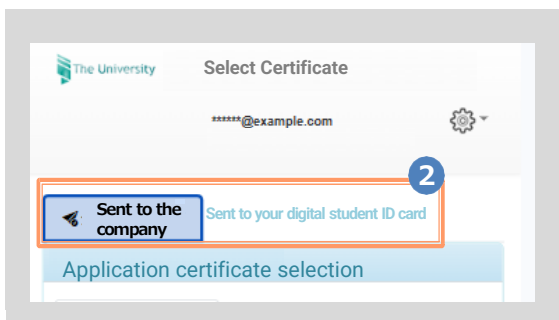 The University
Select Certificate
******@example.com
2
Sent to the
company
Sent to your digital student ID card
Application certificate selection